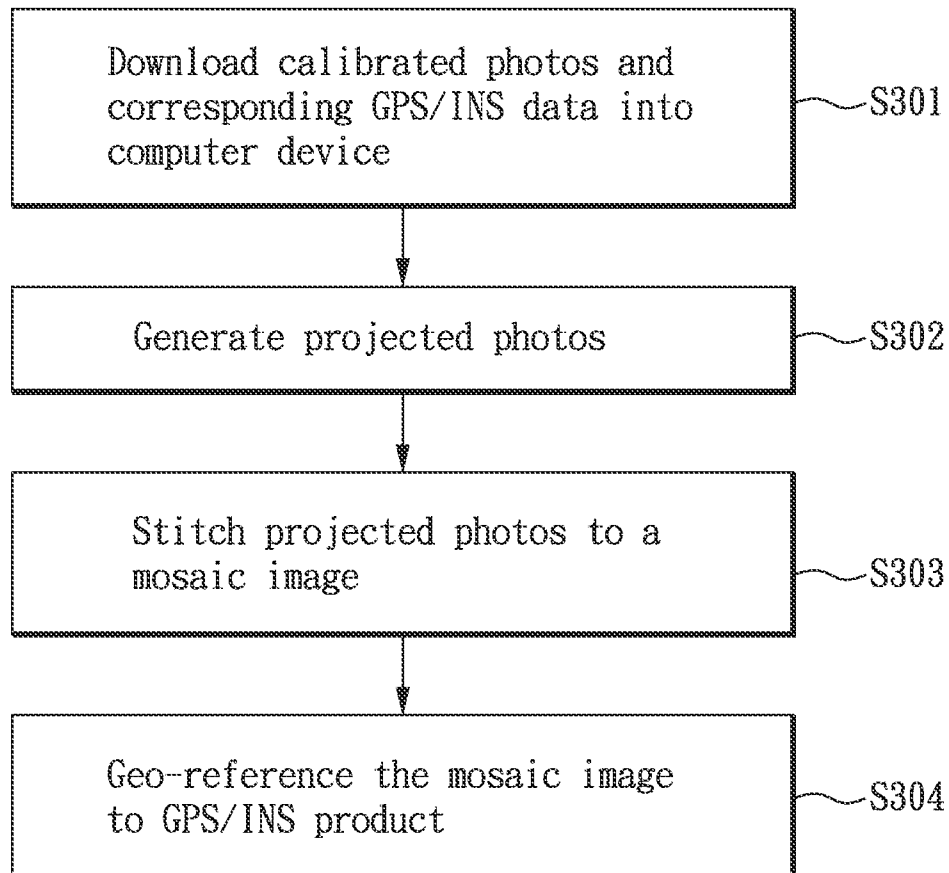 Download calibrated photos and
corresponding GPS/INS data into
computer device
S301
Generate projected photos
S302
Stitch projected photos to a
mosaic image
S303
Geo-reference the mosaic image
to GPS/INS product
S304